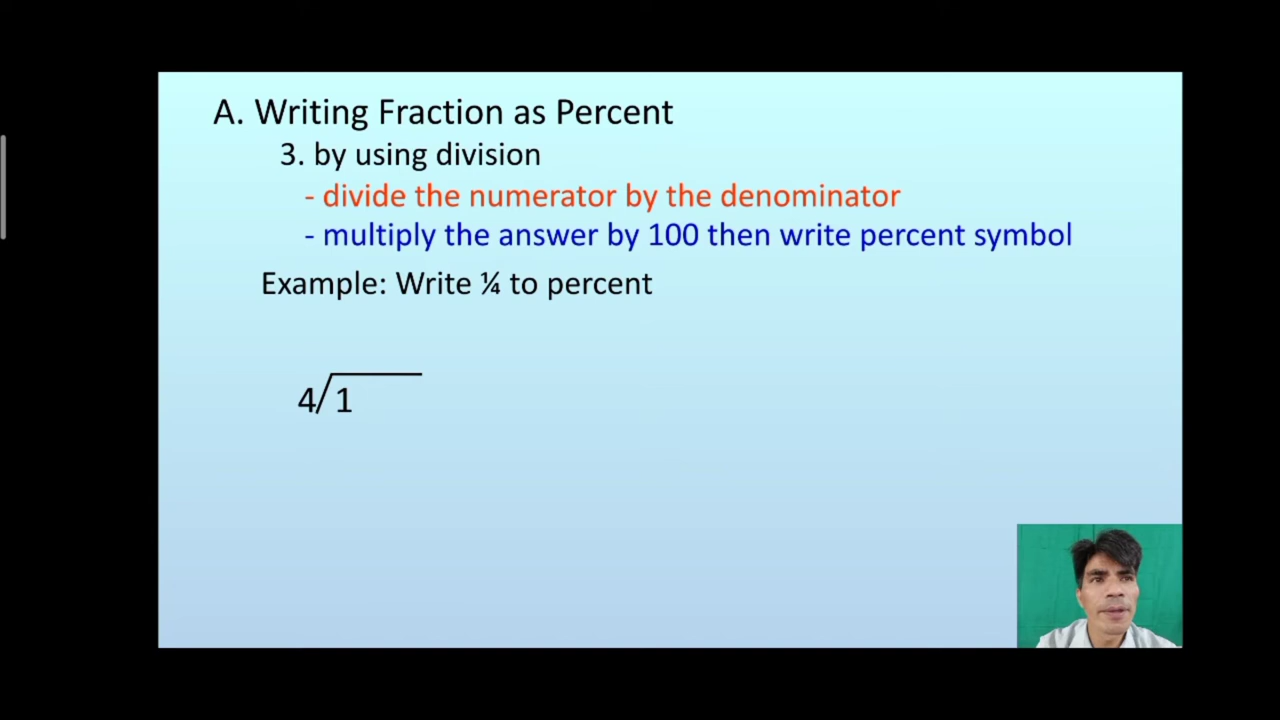 A. Writing Fraction as Percent
3. by using division
- divide the numerator by the denominator
- multiply the answer by 100 then write percent symbol
Example: Write ¼ to percent
4/1